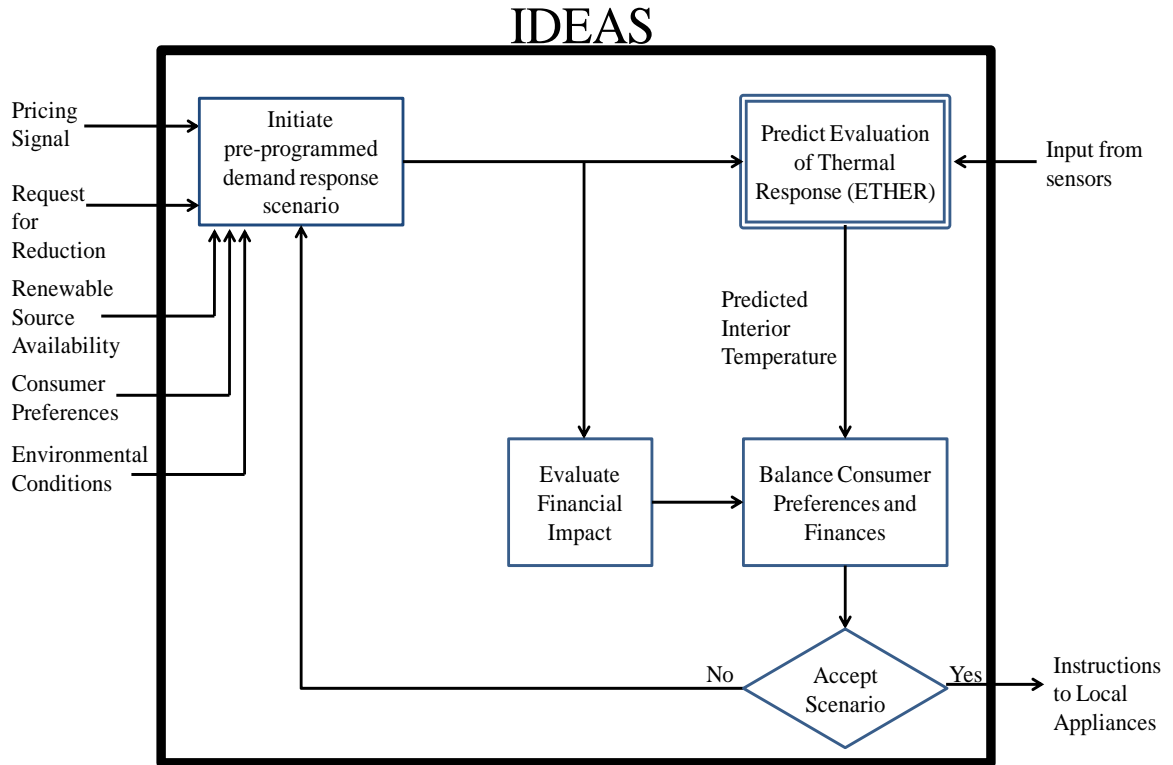 IDEAS
Pricing
Signal
Request
for
Reduction
Renewable
Source
Availability
Consumer
Preferences
Environmental
Conditions
Initiate
pre-programmed
demand response
scenario
Predict Evaluation
of Thermal
Response (ETHER)
Input from
sensors
Predicted
Interior
Temperature
Evaluate
Financial
Impact
Balance Consumer
Preferences and
Finances
No
Accept
Scenario
Yes
Instructions
to Local
Appliances